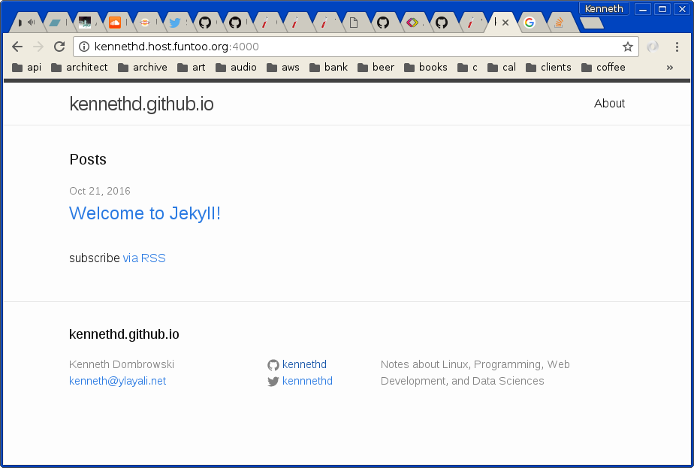 Kenneth
kennethd.host.funtoo.org:4000
api architect archive art audio aws bank beer books c cal clients coffee »
kennethd.github.io About
Posts
Oct 21, 2016
Welcome to Jekyll!
subscribe via RSS
kennethd.github.io
Kenneth Dombrowski kennethd Notes about Linux, Programming, Web
kenneth@ylayali.net kennnethd Development, and Data Sciences